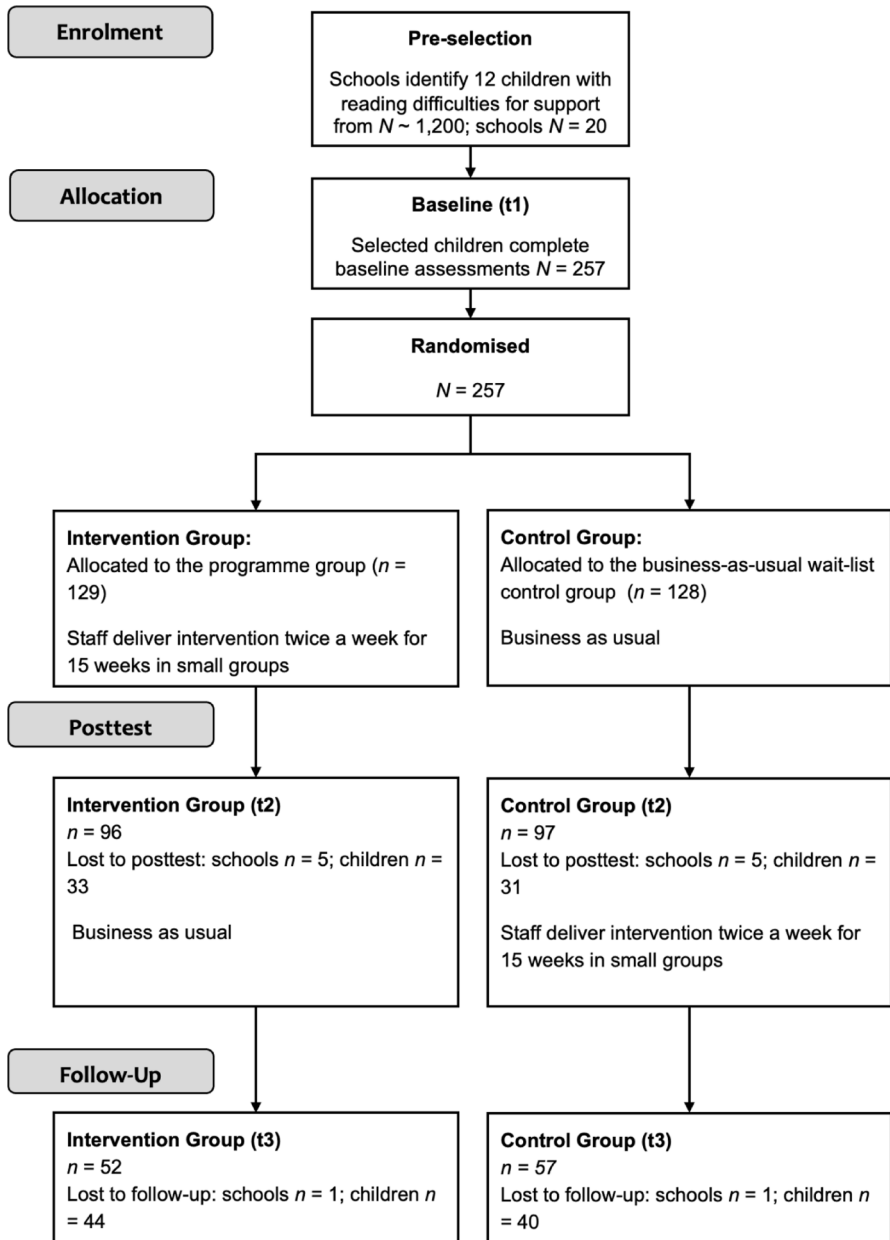 Enrolment
Pre-selection
Schools identify 12 children with
reading difficulties for support
from N ~ 1,200; schools N = 20
Allocation
Baseline (t1)
Selected children complete
baseline assessments N = 257
Randomised
N = 257
Intervention Group:
Allocated to the programme group (n =
129)
Staff deliver intervention twice a week for
15 weeks in small groups
Control Group:
Allocated to the business-as-usual wait-list
control group (n = 128)
Business as usual
Posttest
Intervention Group (t2)
n = 96
Lost to posttest: schools n = 5; children n =
33
Business as usual
Control Group (t2)
n = 97
Lost to posttest: schools n = 5; children n =
31
Staff deliver intervention twice a week for
15 weeks in small groups
Follow-Up
Intervention Group (t3)
n = 52
Lost to follow-up: schools n = 1; children n
= 44
Control Group (t3)
n = 57
Lost to follow-up: schools n = 1; children n
= 40